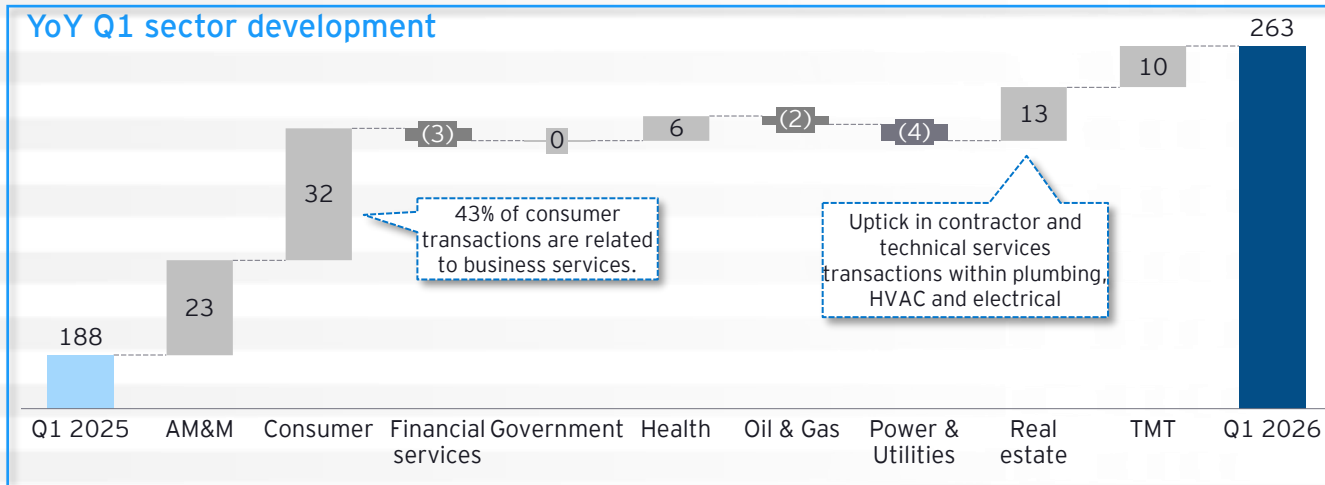 YoY Q1 sector development
263
10
13
(2)
6
(4)
(3)
0
32
43% of consumer
transactions are related
to business services.
Uptick in contractor and
technical services
transactions within plumbing,
HVAC and electrical
23
188
Q1 2025
AM&M
Consumer
Financial
services
Government
Health
Oil & Gas
Power &
Utilities
Real
estate
TMT
Q1 2026